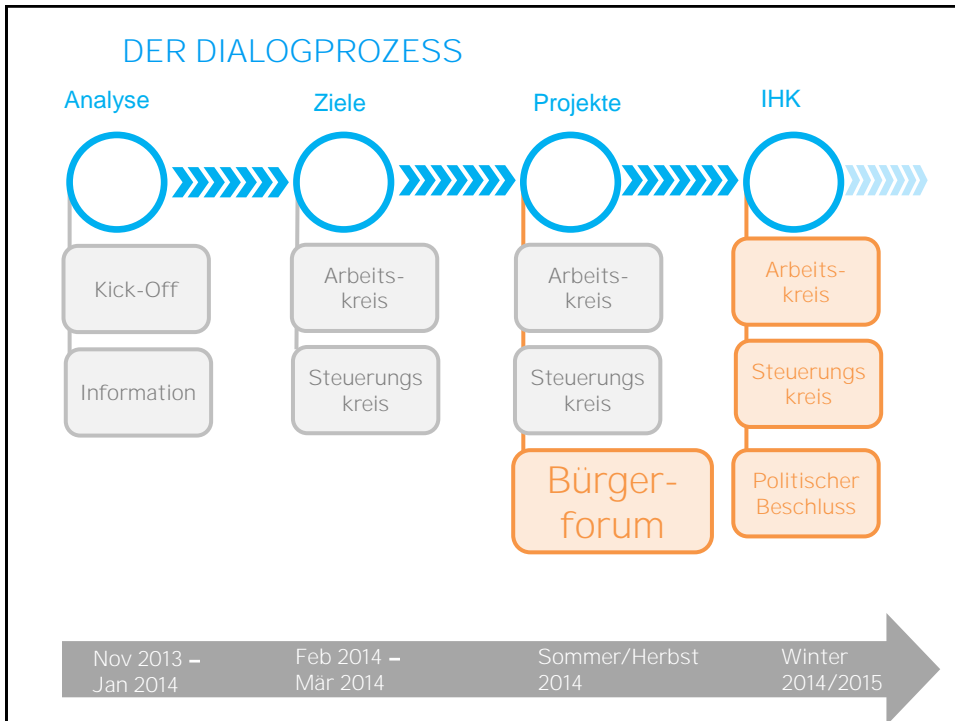 DER DIALOGPROZESS
Analyse
Ziele
Projekte
IHK
Kick-Off
Information
Arbeits-
kreis
Steuerungs
kreis
Arbeits-
kreis
Steuerungs
kreis
Bürger-
forum
Arbeits-
kreis
Steuerungs
kreis
Politischer
Beschluss
Nov 2013 –
Jan 2014
Feb 2014 –
Mär 2014
Sommer/Herbst
2014
Winter
2014/2015